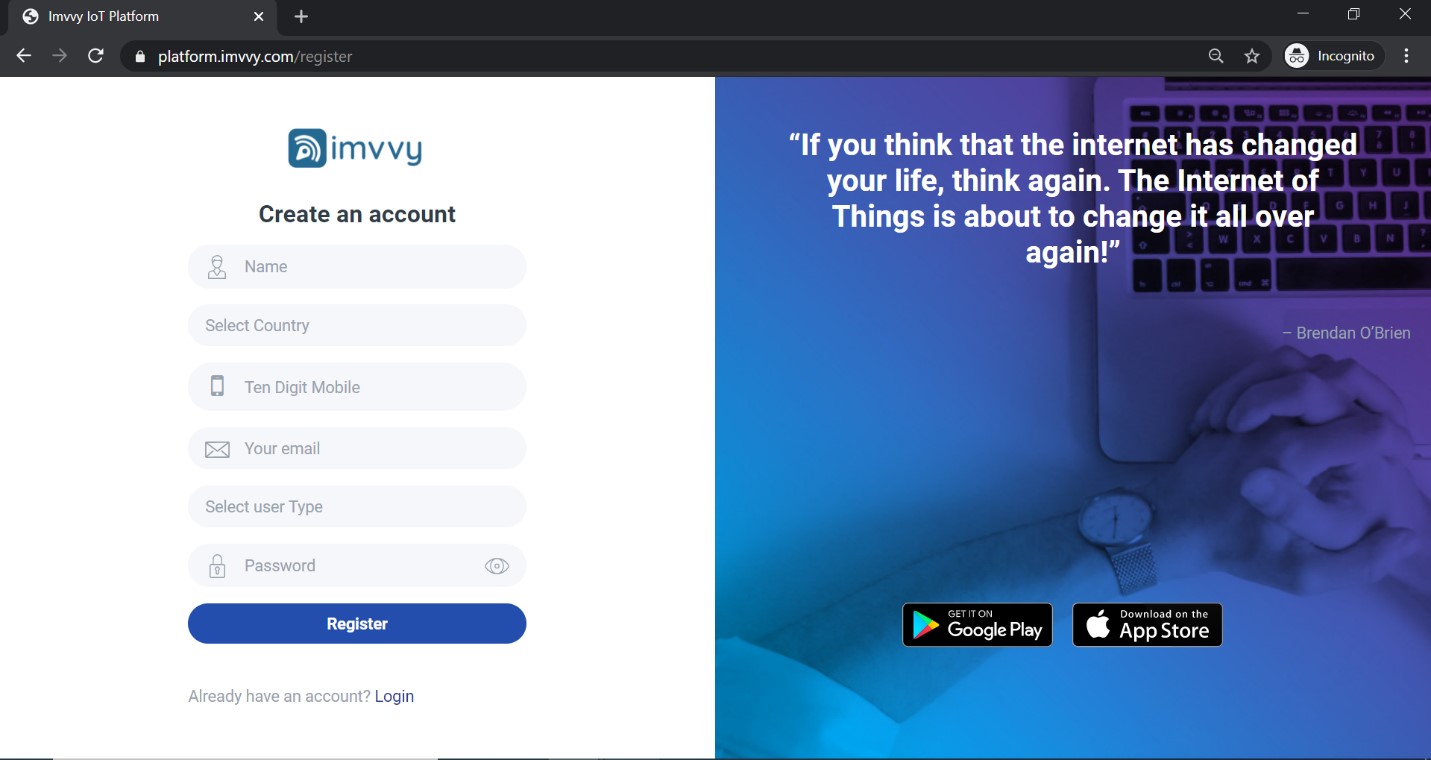 Imvvy IoT Platform
platform.imvvy.com/register
Incognito
imvvy
Create an account
Name
Select Country
Ten Digit Mobile
Your email
Select user Type
Password
Register
Already have an account? Login
“If you think that the internet has changed
your life, think again. The Internet of
Things is about to change it all over
again!”
– Brendan O’Brien
GET IT ON
Google Play
Download on the
App Store